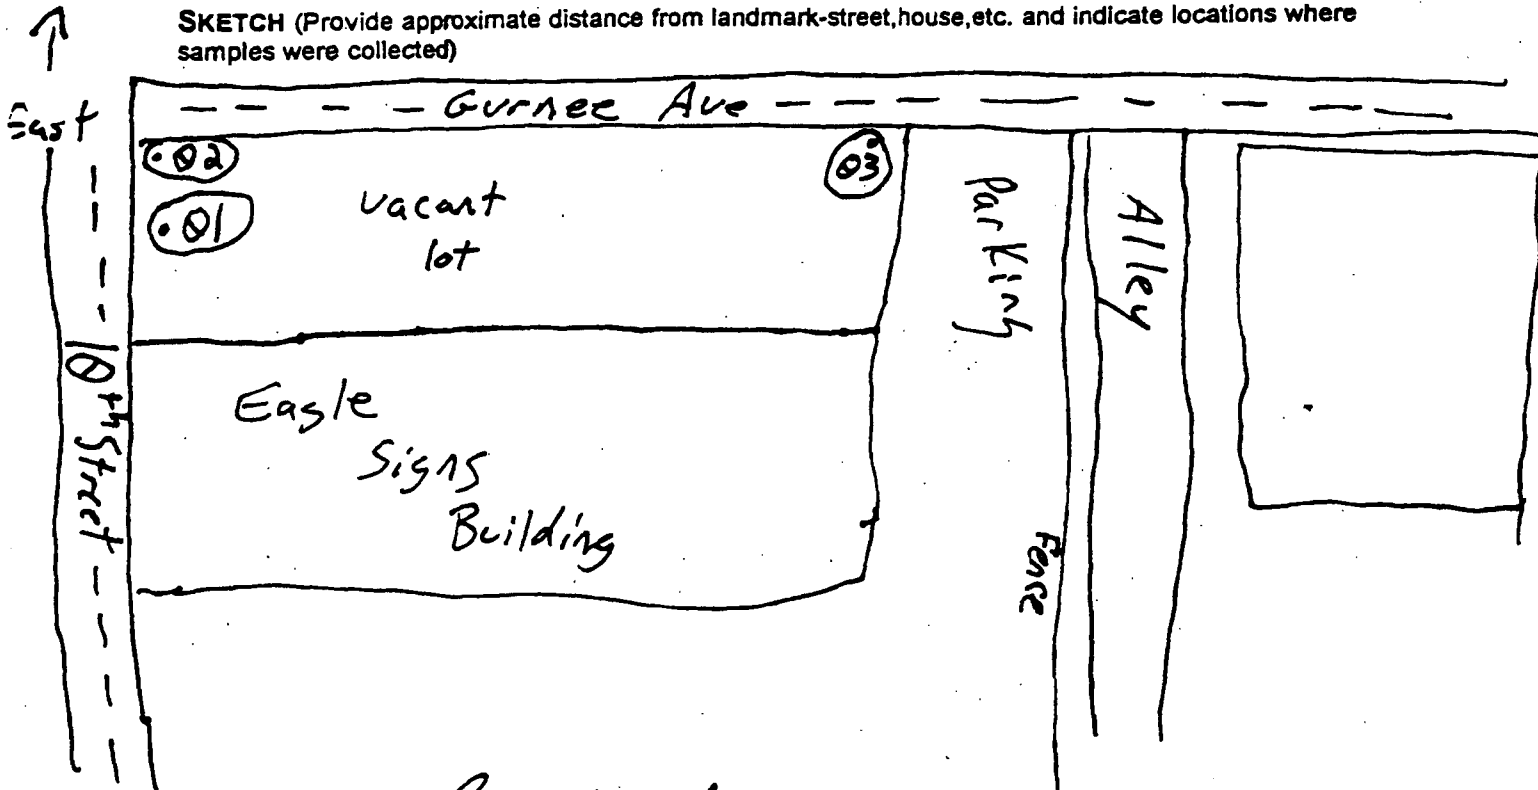 SKETCH (Provide approximate distance from landmark-street,house,etc. and indicate locations where
samples were collected)
East
Gurnee Ave
02
01
03
vacant
lot
Parking
Alley
10th Street
Eagle
Signs
Building
Fence